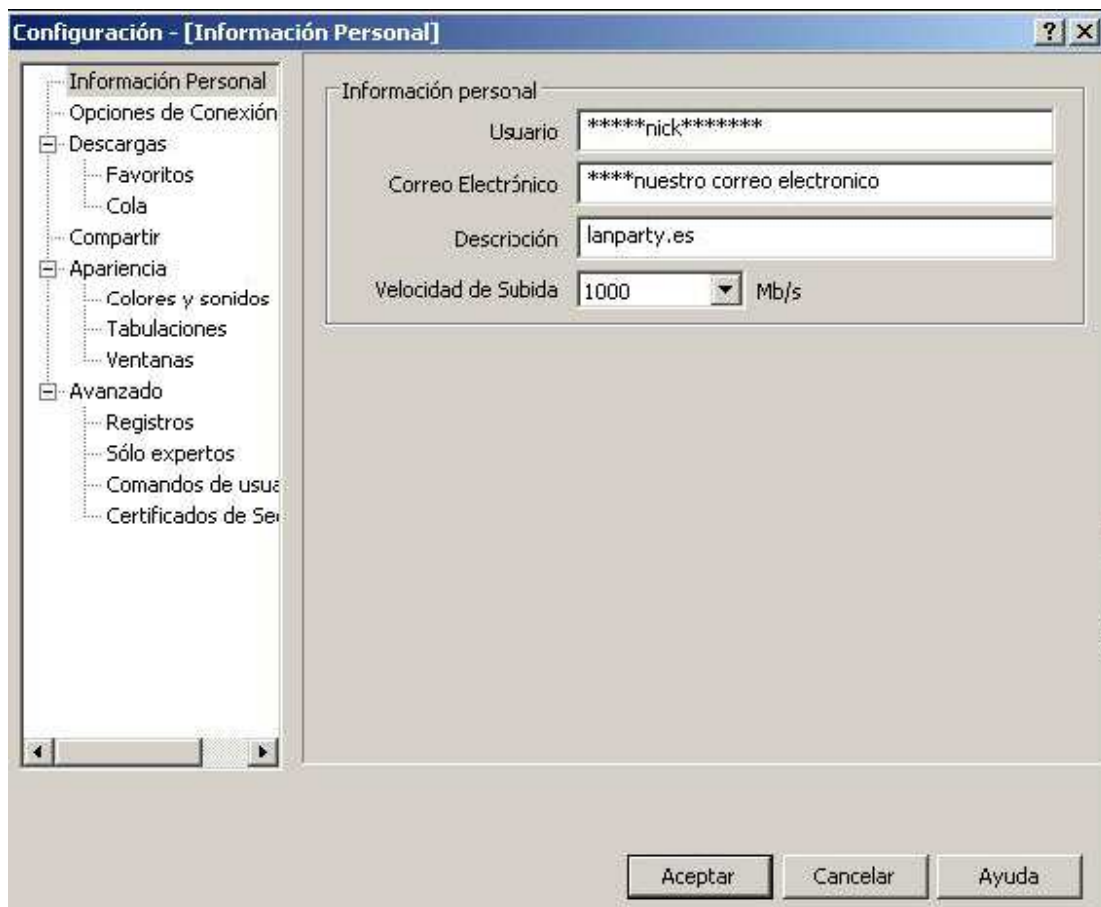 Configuración - [Información Personal]
Información Personal
Opciones de Conexión
Descargas
Favoritos
Cola
Compartir
Apariencia
Colores y sonidos
Tabulaciones
Ventanas
Avanzado
Registros
Sólo expertos
Comandos de usua
Certificados de Se
Información personal
Usuario *****nick*******
Correo Electrónico ****nuestro correo electronico
Descripción lanparty.es
Velocidad de Subida 1000 Mb/s
Aceptar Cancelar Ayuda